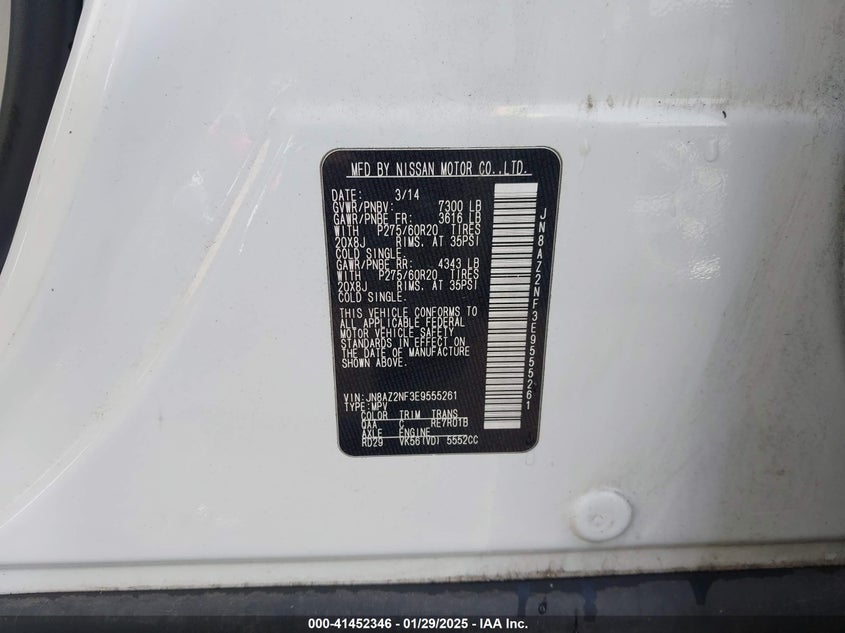 MFD BY NISSAN MOTOR CO.,LTD.
DATE: 3/14
GVWR/PNBV: 7300 LB
GAWR/PNBE FR: 3616 LB
WITH P275/60R20 TIRES
20X8J RIMS. AT 35PSI
COLD SINGLE.
GAWR/PNBE RR: 4343 LB
WITH P275/60R20 TIRES
20X8J RIMS. AT 35PSI
COLD SINGLE.
THIS VEHICLE CONFORMS TO
ALL APPLICABLE FEDERAL
MOTOR VEHICLE SAFETY
STANDARDS IN EFFECT ON
THE DATE OF MANUFACTURE
SHOWN ABOVE.
VIN:JN8AZ2NF3E9555261
TYPE:MPV
COLOR TRIM TRANS
QAA C RE7R01B
AXLE ENGINE
RD29 VK56(VD) 5552CC
JN8AZ2NF3E9555261
000-41452346 | 01/29/2025 | IAA Inc.